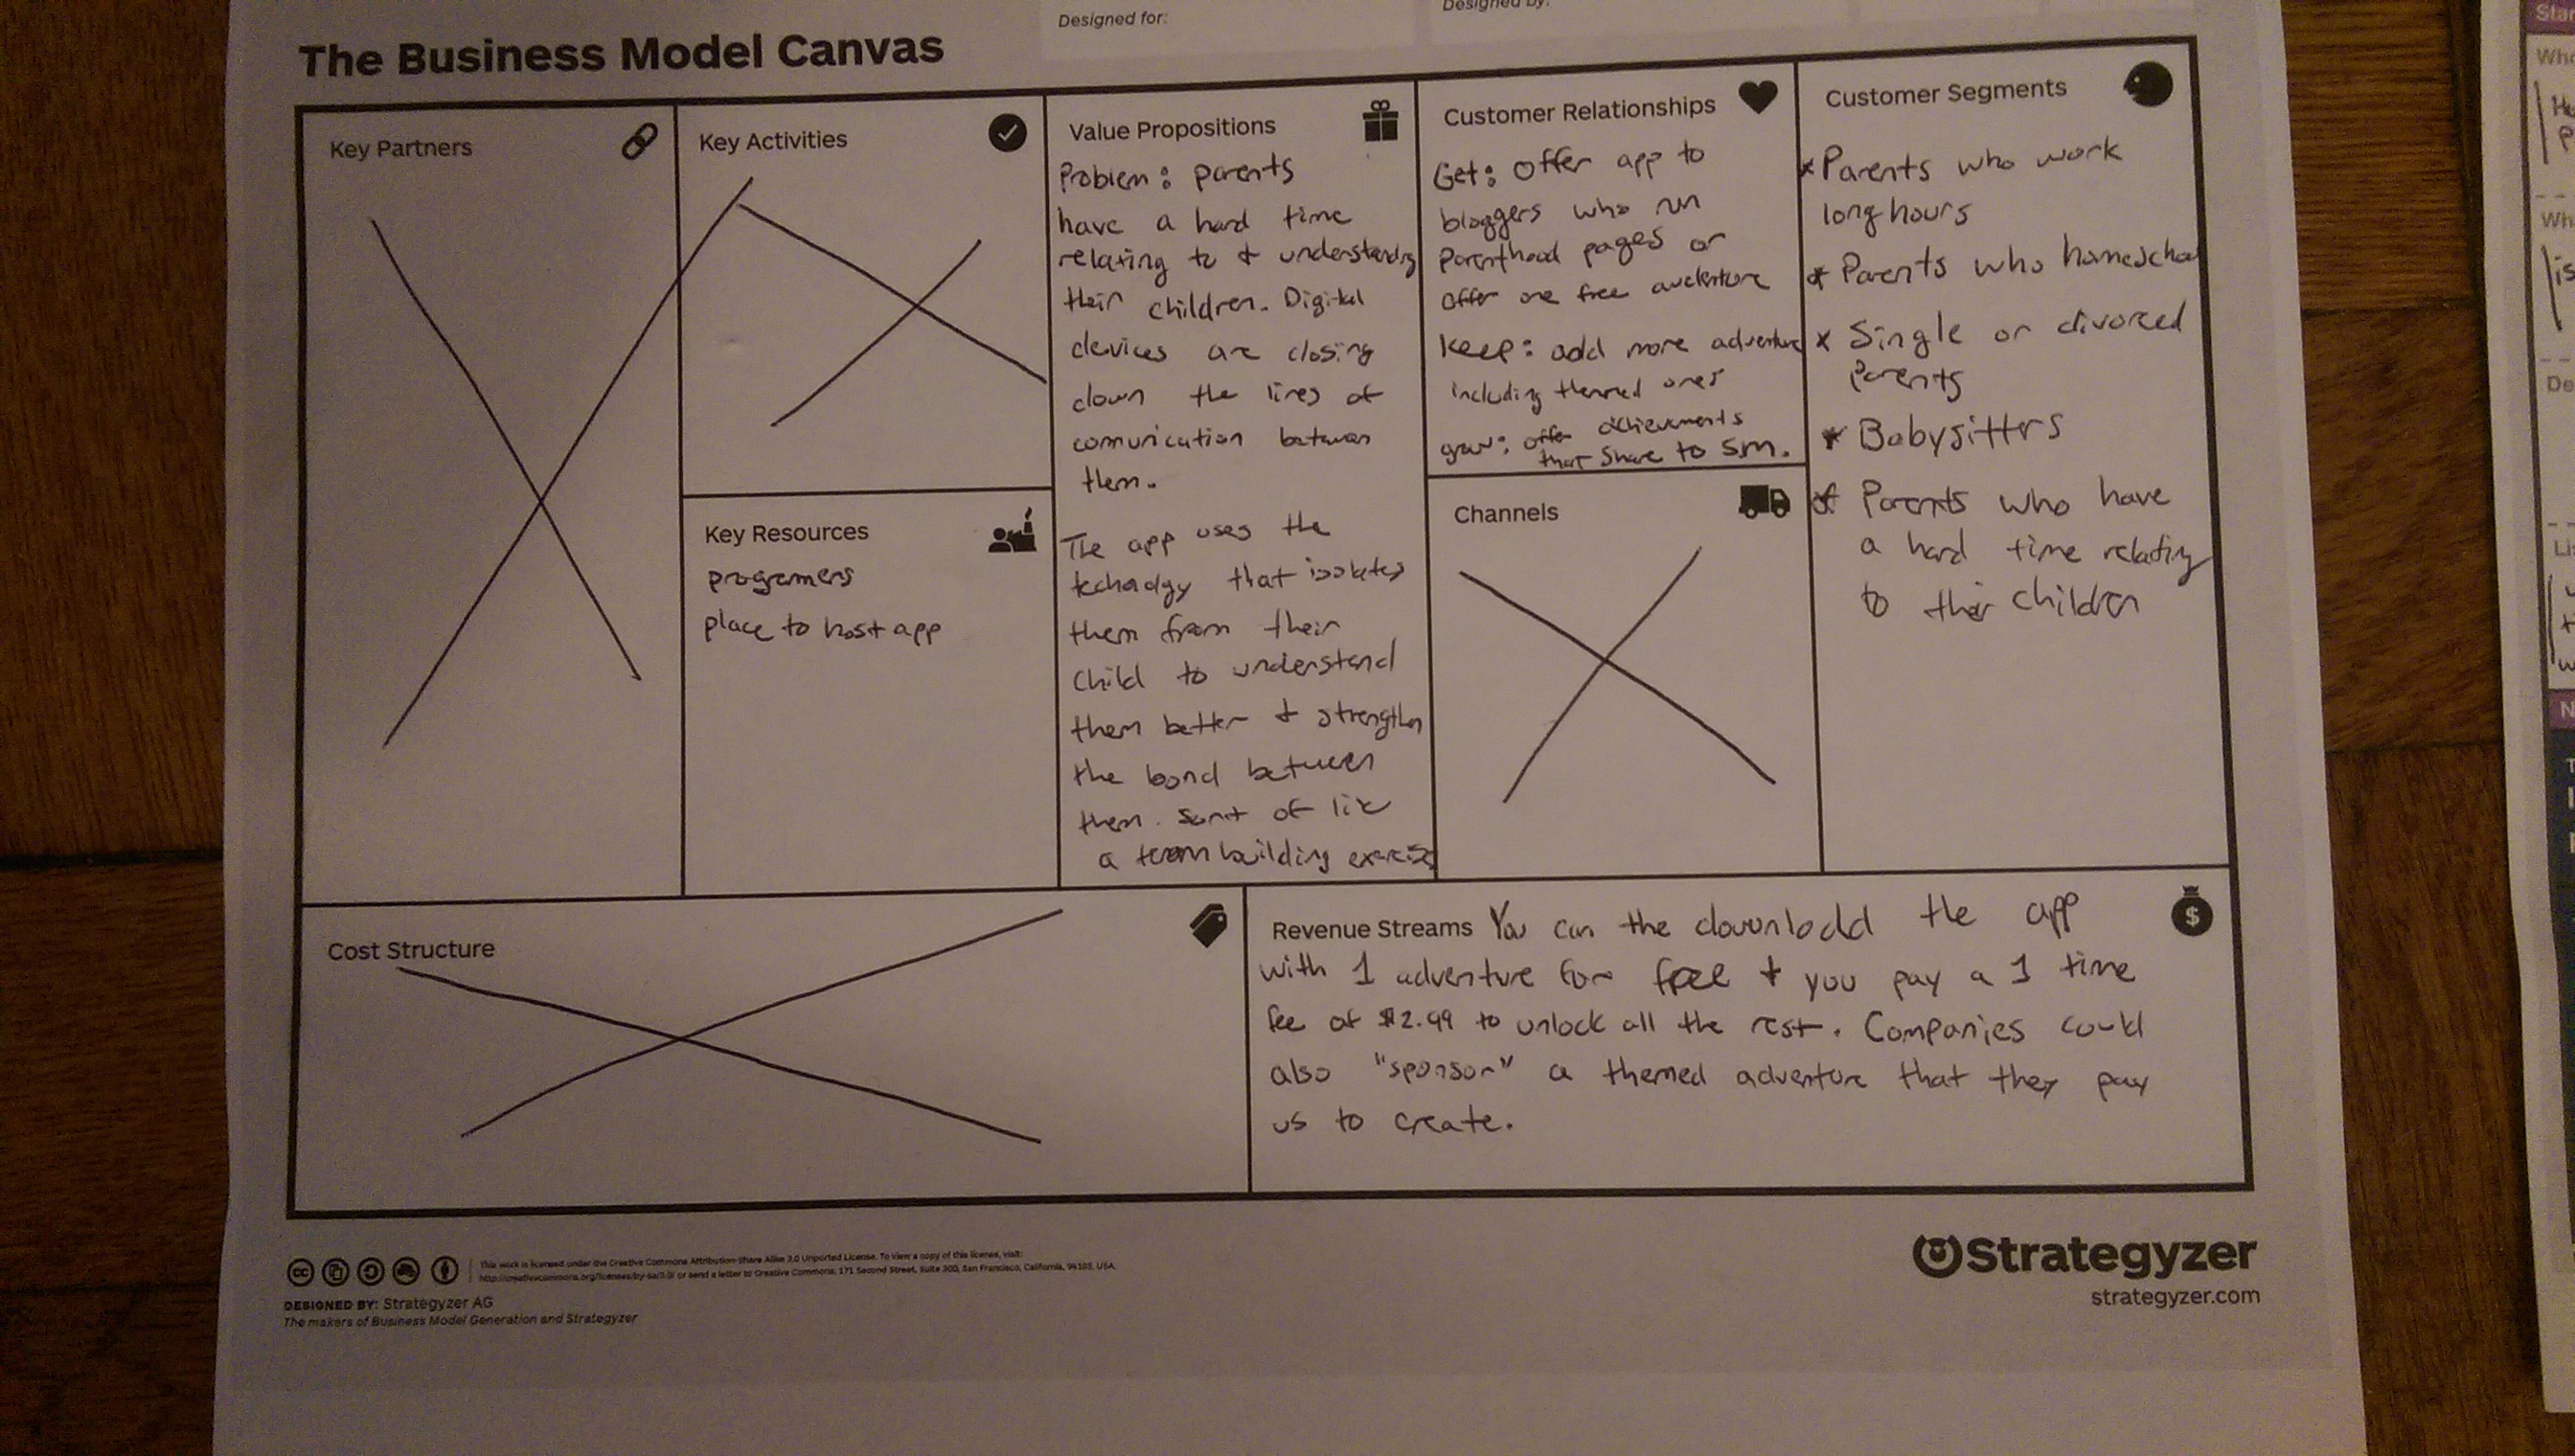 Designed for:
Designed by:
The Business Model Canvas
Key Partners
Key Activities
Key Resources
programers
place to host app
Value Propositions
Problem: parents
have a hard time
relating to & understanding
their children. Digital
devices are closing
down the lines of
comunication between
them.
The app uses the
technology that isolates
them from their
child to understand
them better & strengthen
the bond between
them. Sort of like
a team building exercise
Customer Relationships
Get: Offer app to
bloggers who run
Parenthood pages or
offer one free adventure
Keep: add more adventure
including themed ones
grow: offer achievements
that share to sm.
Channels
Customer Segments
* Parents who work
long hours
* Parents who homeschool
* Single or divorced
parents
* Babysitters
* Parents who have
a hard time relating
to their children
Cost Structure
Revenue Streams You can the download the app
with 1 adventure for free + you pay a 1 time
fee of $2.99 to unlock all the rest. Companies could
also "sponsor" a themed adventure that they pay
us to create.
This work is licensed under the Creative Commons Attribution-Share Alike 3.0 Unported License. To view a copy of this license, visit:
http://creativecommons.org/licenses/by-sa/3.0/ or send a letter to Creative Commons, 171 Second Street, Suite 300, San Francisco, California, 94105, USA.
DESIGNED BY: Strategyzer AG
The makers of Business Model Generation and Strategyzer
Strategyzer
strategyzer.com